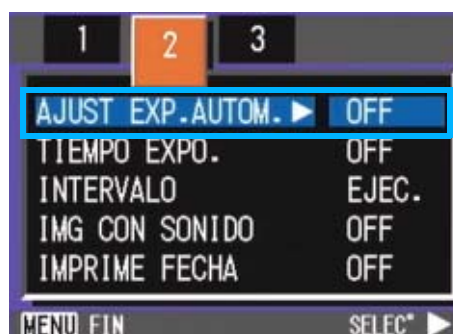 1 2 3
AJUST EXP.AUTOM.▶ OFF
TIEMPO EXPO. OFF
INTERVALO EJEC.
IMG CON SONIDO OFF
IMPRIME FECHA OFF
MENU FIN SELEC° ▶